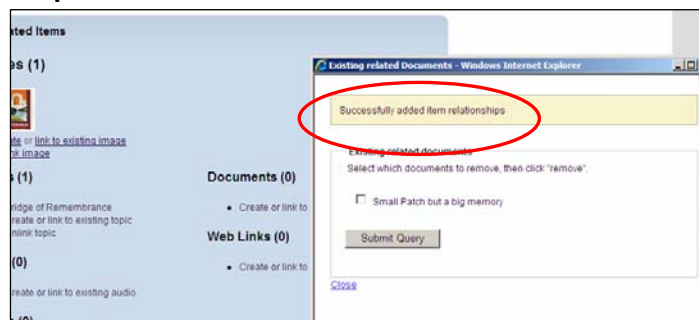 ated Items
es (1)
ate or link to existing image
nk image
s (1)
ridge of Remembrance
reate or link to existing topic
nlink topic
(0)
reate or link to existing audio
(0)
Documents (0)
Create or link to
Web Links (0)
Create or link to
Existing related Documents - Windows Internet Explorer
Successfully added item relationships
Existing related documents
Select which documents to remove, then click "remove".
Small Patch but a big memory
Submit Query
Close